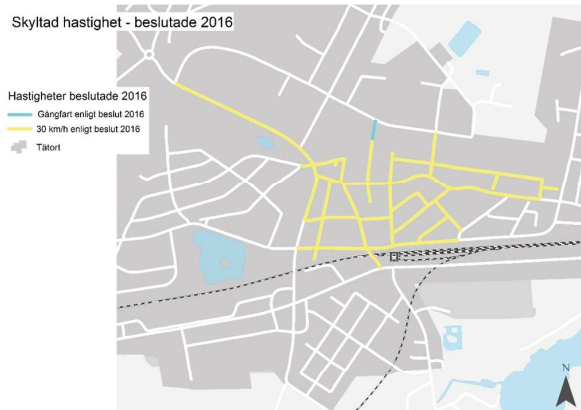 Skyltad hastighet - beslutade 2016
Hastigheter beslutade 2016
Gångfart enligt beslut 2016
30 km/h enligt beslut 2016
Tätort
N